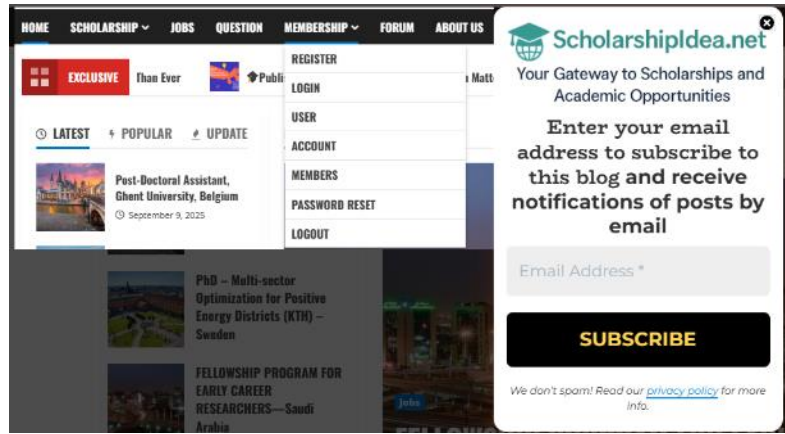 HOME SCHOLARSHIP JOBS QUESTION MEMBERSHIP FORUM ABOUT US
EXCLUSIVE Than Ever Publi
Matt
REGISTER
LOGIN
USER
ACCOUNT
MEMBERS
PASSWORD RESET
LOGOUT
LATEST POPULAR UPDATE
Post-Doctoral Assistant,
Ghent University, Belgium
September 9, 2025
PhD – Multi-sector
Optimization for Positive
Energy Districts (KTH) –
Sweden
FELLOWSHIP PROGRAM FOR
EARLY CAREER
RESEARCHERS—Saudi
Arabia
Jobs
ScholarshipIdea.net
Your Gateway to Scholarships and
Academic Opportunities
Enter your email
address to subscribe to
this blog and receive
notifications of posts by
email
Email Address *
SUBSCRIBE
We don't spam! Read our privacy policy for more
info.